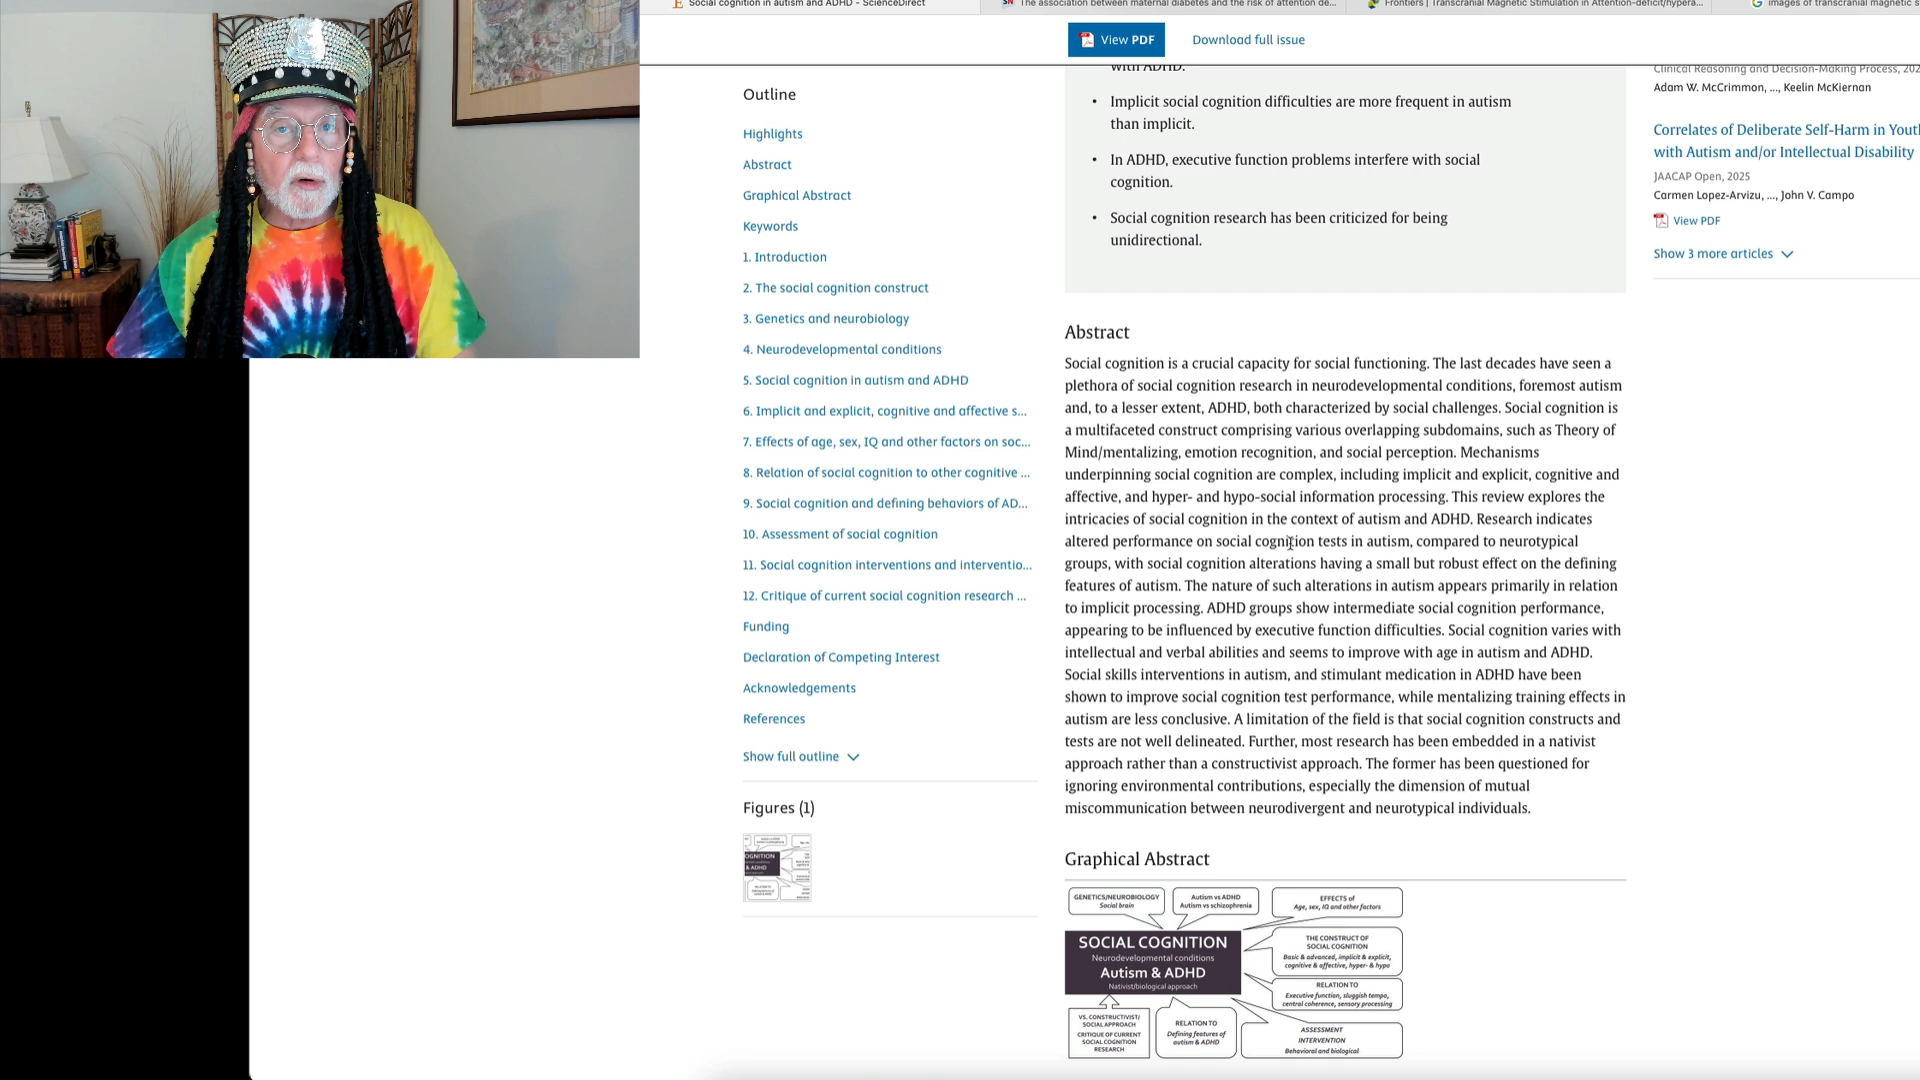 Social cognition in autism and ADHD - ScienceDirect
The association between maternal diabetes and the risk of attention de...
Frontiers | Transcranial Magnetic Stimulation in Attention-deficit/hypera...
images of transcranial magnetic s
View PDF
Download full issue
Outline
Highlights
Abstract
Graphical Abstract
Keywords
1. Introduction
2. The social cognition construct
3. Genetics and neurobiology
4. Neurodevelopmental conditions
5. Social cognition in autism and ADHD
6. Implicit and explicit, cognitive and affective s...
7. Effects of age, sex, IQ and other factors on soc...
8. Relation of social cognition to other cognitive ...
9. Social cognition and defining behaviors of AD...
10. Assessment of social cognition
11. Social cognition interventions and interventio...
12. Critique of current social cognition research ...
Funding
Declaration of Competing Interest
Acknowledgements
References
Show full outline
Figures (1)
OGNITION
& ADHD
with ADHD.
• Implicit social cognition difficulties are more frequent in autism
than implicit.
• In ADHD, executive function problems interfere with social
cognition.
• Social cognition research has been criticized for being
unidirectional.
Abstract
Social cognition is a crucial capacity for social functioning. The last decades have seen a
plethora of social cognition research in neurodevelopmental conditions, foremost autism
and, to a lesser extent, ADHD, both characterized by social challenges. Social cognition is
a multifaceted construct comprising various overlapping subdomains, such as Theory of
Mind/mentalizing, emotion recognition, and social perception. Mechanisms
underpinning social cognition are complex, including implicit and explicit, cognitive and
affective, and hyper- and hypo-social information processing. This review explores the
intricacies of social cognition in the context of autism and ADHD. Research indicates
altered performance on social cognition tests in autism, compared to neurotypical
groups, with social cognition alterations having a small but robust effect on the defining
features of autism. The nature of such alterations in autism appears primarily in relation
to implicit processing. ADHD groups show intermediate social cognition performance,
appearing to be influenced by executive function difficulties. Social cognition varies with
intellectual and verbal abilities and seems to improve with age in autism and ADHD.
Social skills interventions in autism, and stimulant medication in ADHD have been
shown to improve social cognition test performance, while mentalizing training effects in
autism are less conclusive. A limitation of the field is that social cognition constructs and
tests are not well delineated. Further, most research has been embedded in a nativist
approach rather than a constructivist approach. The former has been questioned for
ignoring environmental contributions, especially the dimension of mutual
miscommunication between neurodivergent and neurotypical individuals.
Graphical Abstract
GENETICS/NEUROBIOLOGY
Social brain
Autism vs ADHD
Autism vs schizophrenia
EFFECTS of
Age, sex, IQ and other factors
SOCIAL COGNITION
Neurodevelopmental conditions
Autism & ADHD
Nativist/biological approach
THE CONSTRUCT OF
SOCIAL COGNITION
Basic & advanced, implicit & explicit,
cognitive & affective, hyper- & hypo
RELATION TO
Executive function, sluggish tempo,
central coherence, sensory processing
VS. CONSTRUCTIVIST/
SOCIAL APPROACH
CRITIQUE OF CURRENT
SOCIAL COGNITION
RESEARCH
RELATION TO
Defining features of
autism & ADHD
ASSESSMENT
INTERVENTION
Behavioral and biological
Clinical Reasoning and Decision-Making Process, 202
Adam W. McCrimmon, ..., Keelin McKiernan
Correlates of Deliberate Self-Harm in Yout
with Autism and/or Intellectual Disability
JAACAP Open, 2025
Carmen Lopez-Arvizu, ..., John V. Campo
View PDF
Show 3 more articles